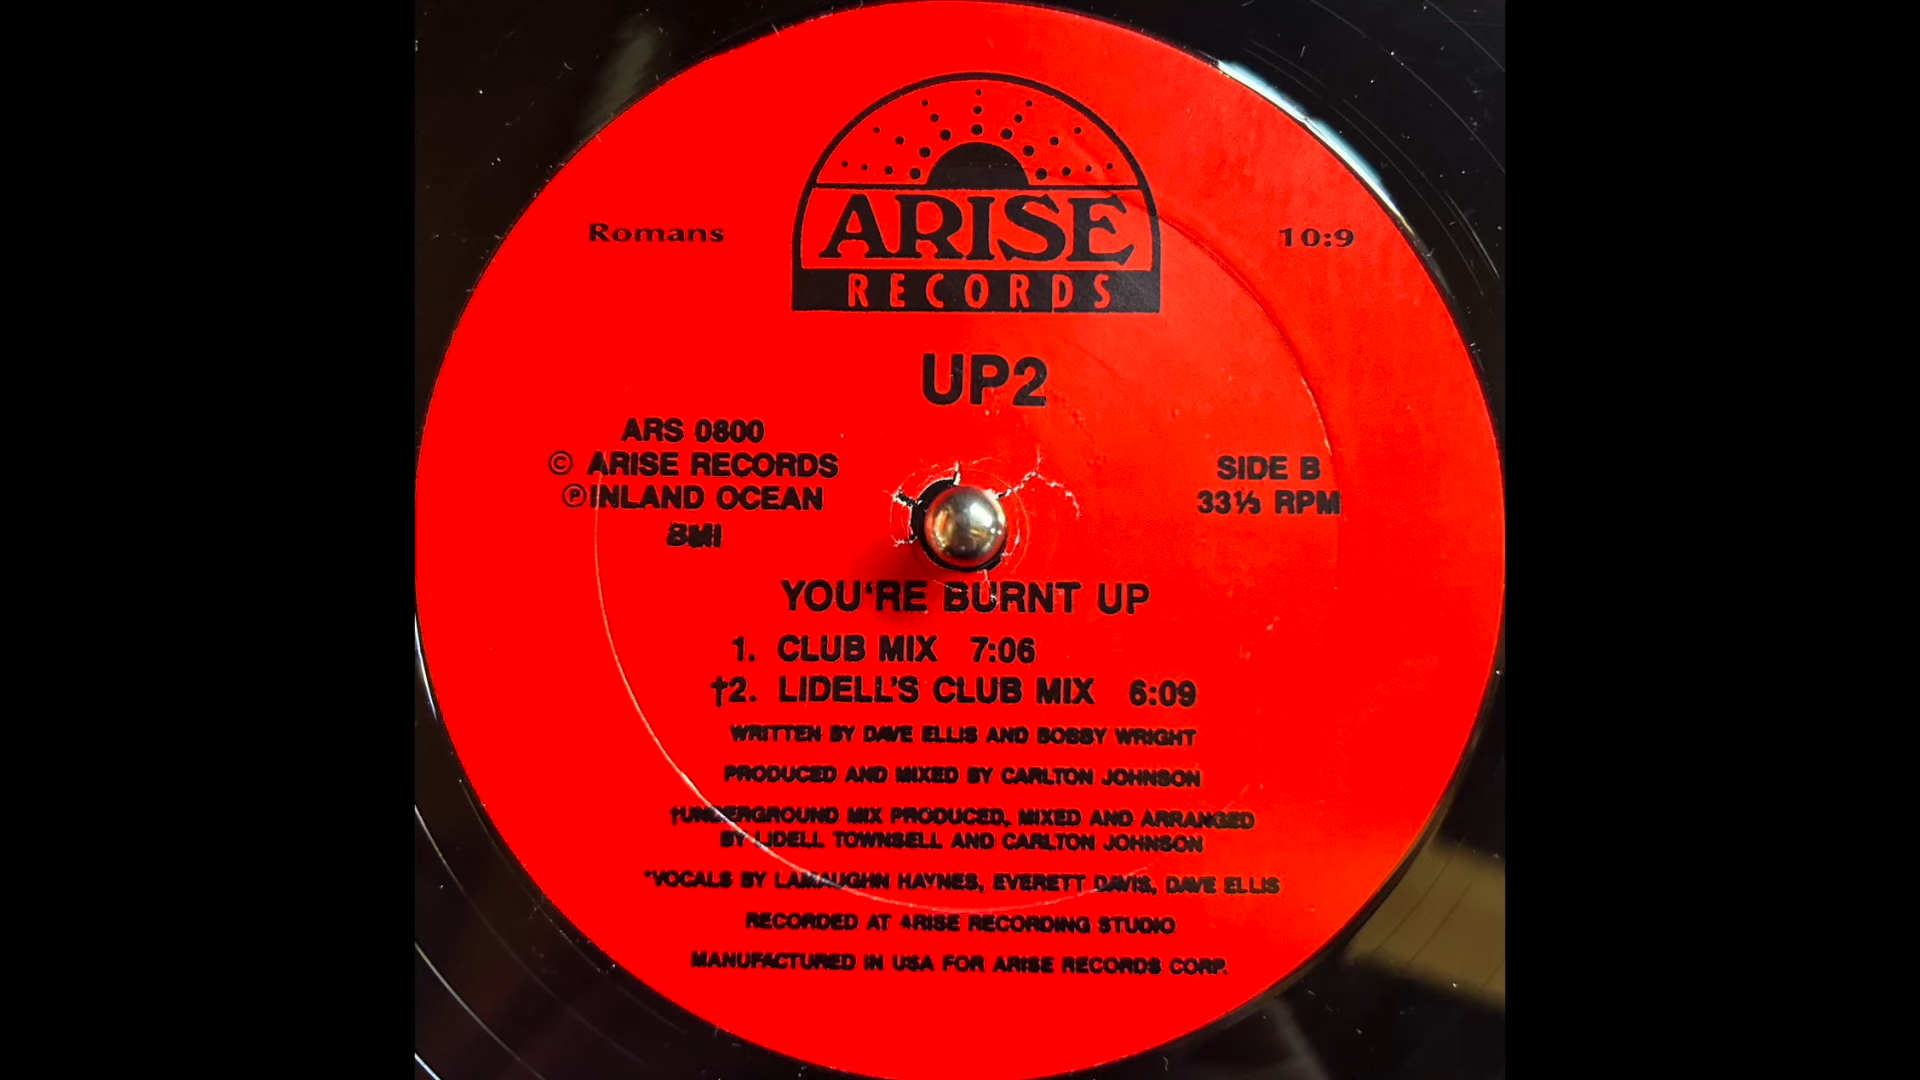 Romans
10:9
ARISE
RECORDS
UP2
ARS 0800
© ARISE RECORDS
℗INLAND OCEAN
BMI
SIDE B
33⅓ RPM
YOU'RE BURNT UP
1. CLUB MIX 7:06
†2. LIDELL'S CLUB MIX 6:09
WRITTEN BY DAVE ELLIS AND BOBBY WRIGHT
PRODUCED AND MIXED BY CARLTON JOHNSON
†UNDERGROUND MIX PRODUCED, MIXED AND ARRANGED
BY LIDELL TOWNSELL AND CARLTON JOHNSON
*VOCALS BY LAMAUGHN HAYNES, EVERETT DAVIS, DAVE ELLIS
RECORDED AT ARISE RECORDING STUDIO
MANUFACTURED IN USA FOR ARISE RECORDS CORP.